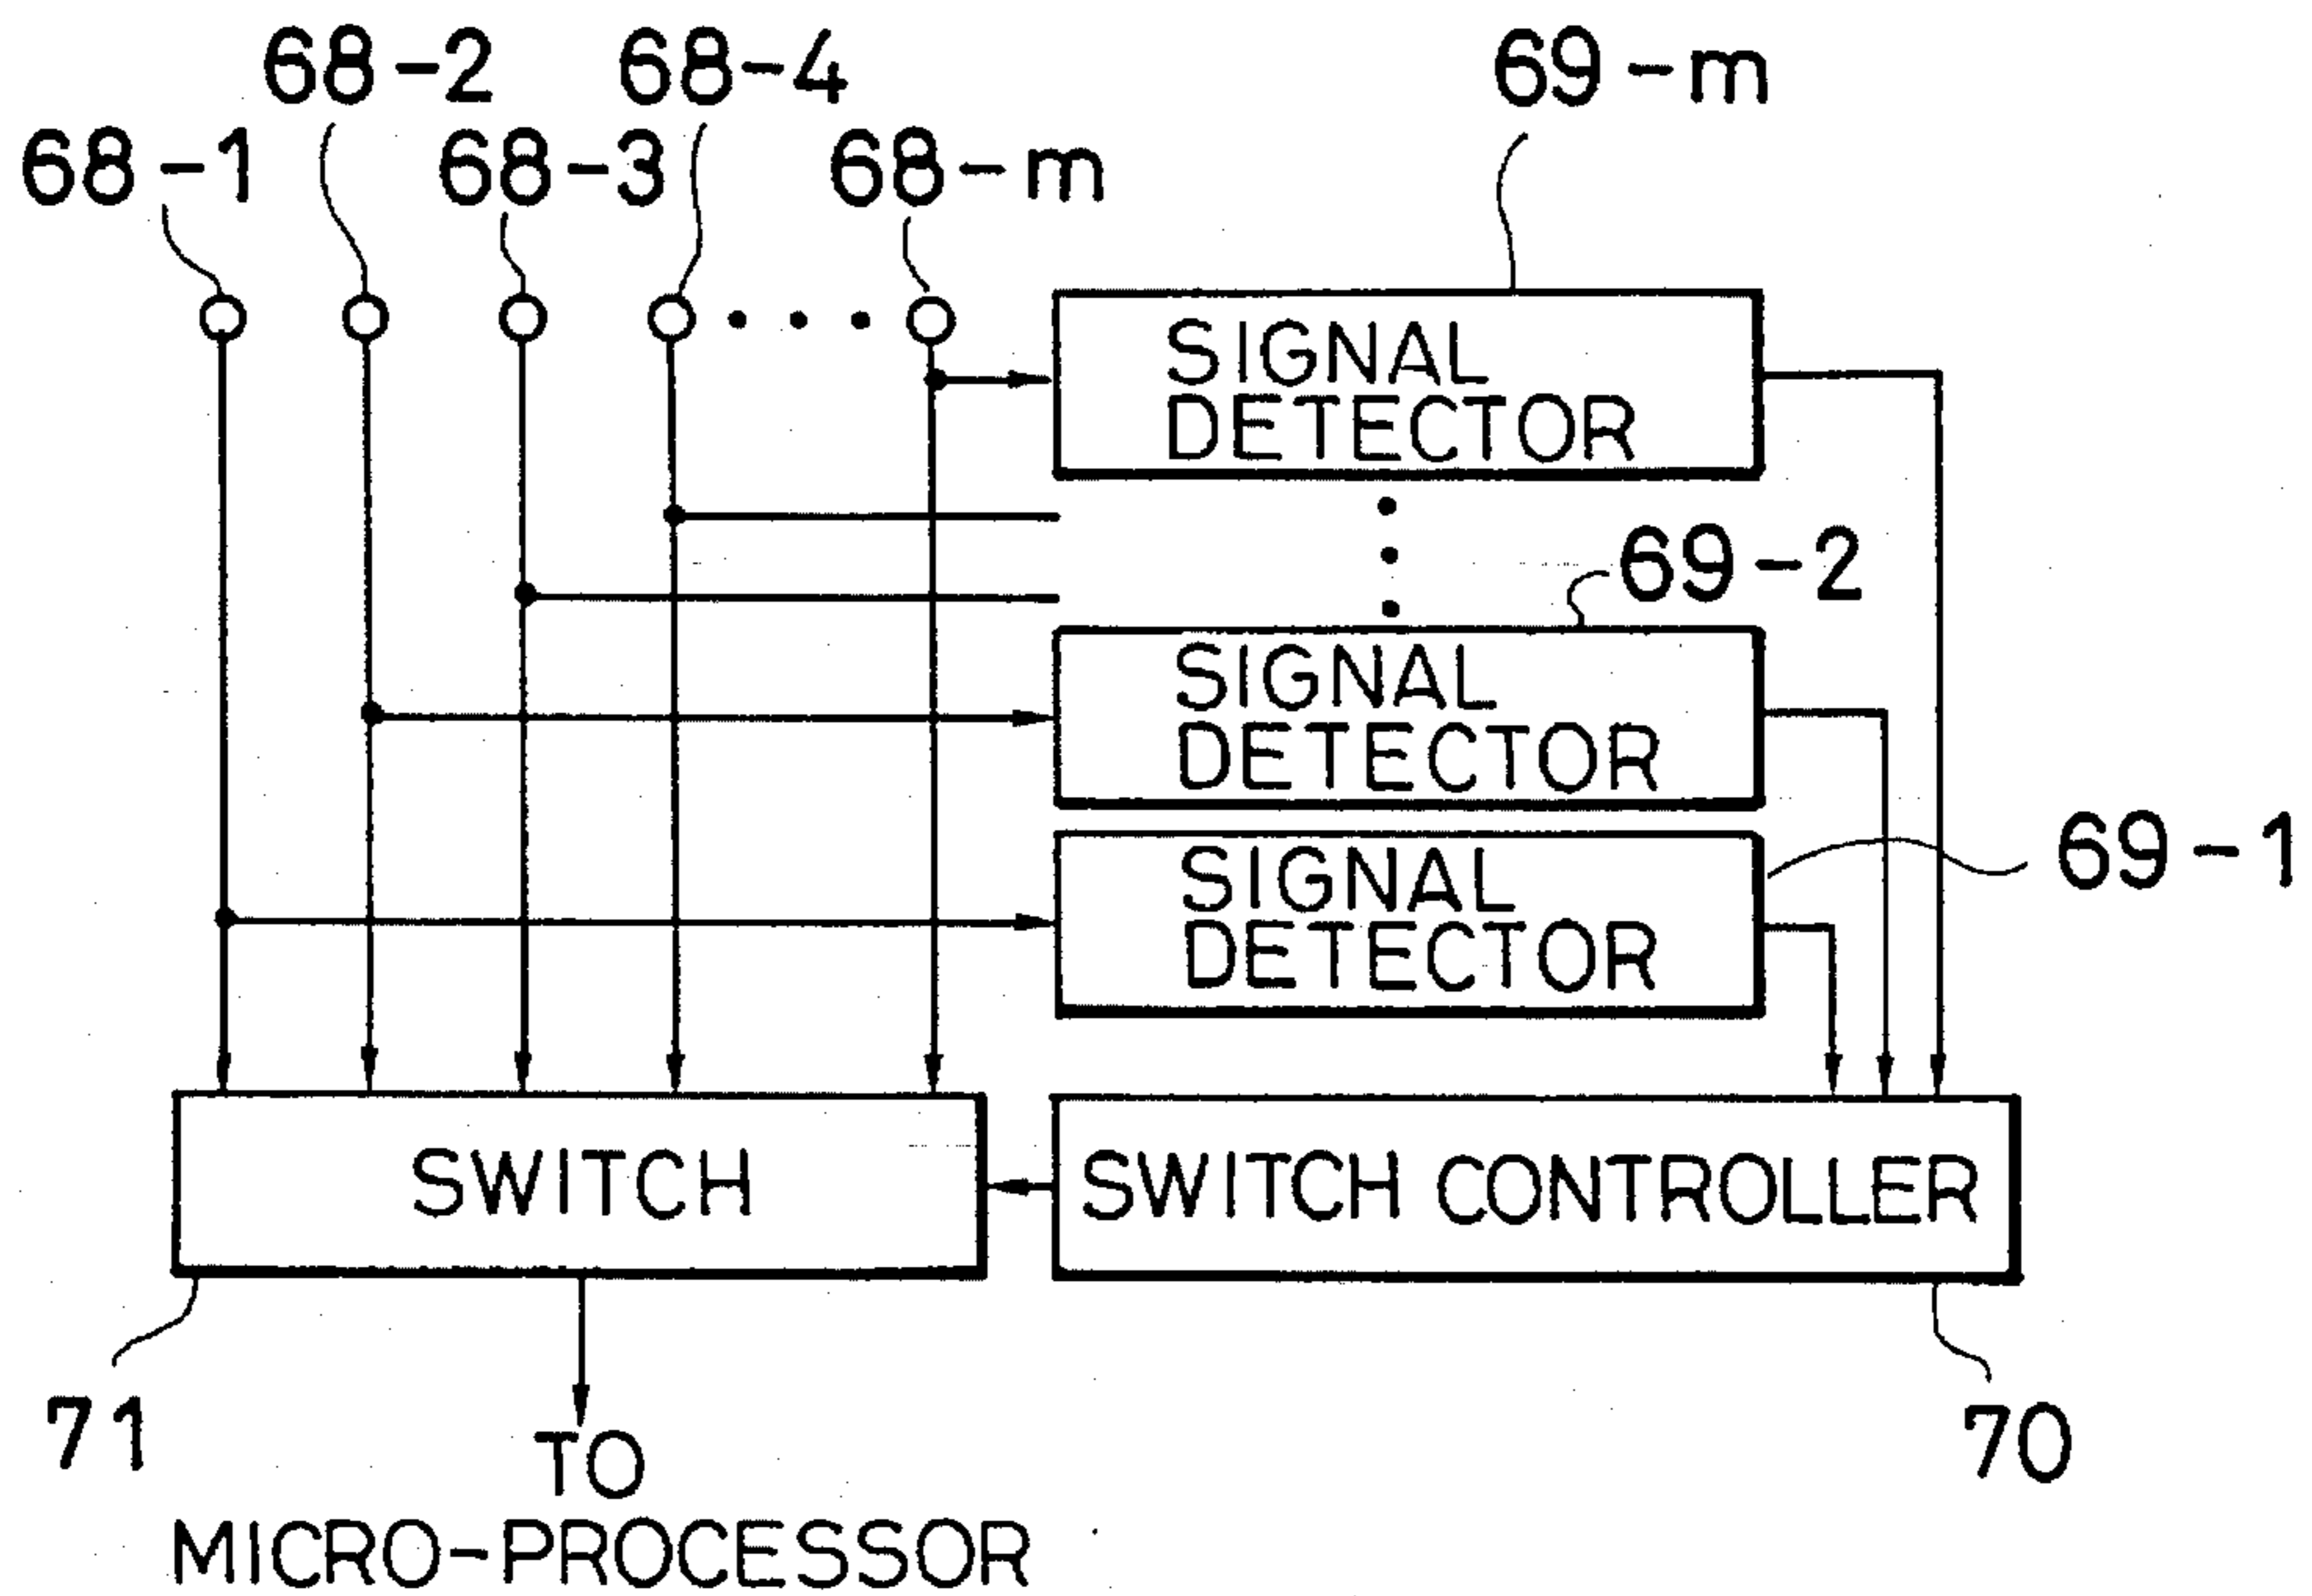 68-2
68-4
69-m
68-1
68-3
68-m
SIGNAL
DETECTOR
69-2
SIGNAL
DETECTOR
69-1
SIGNAL
DETECTOR
SWITCH
SWITCH CONTROLLER
71
70
TO
MICRO-PROCESSOR